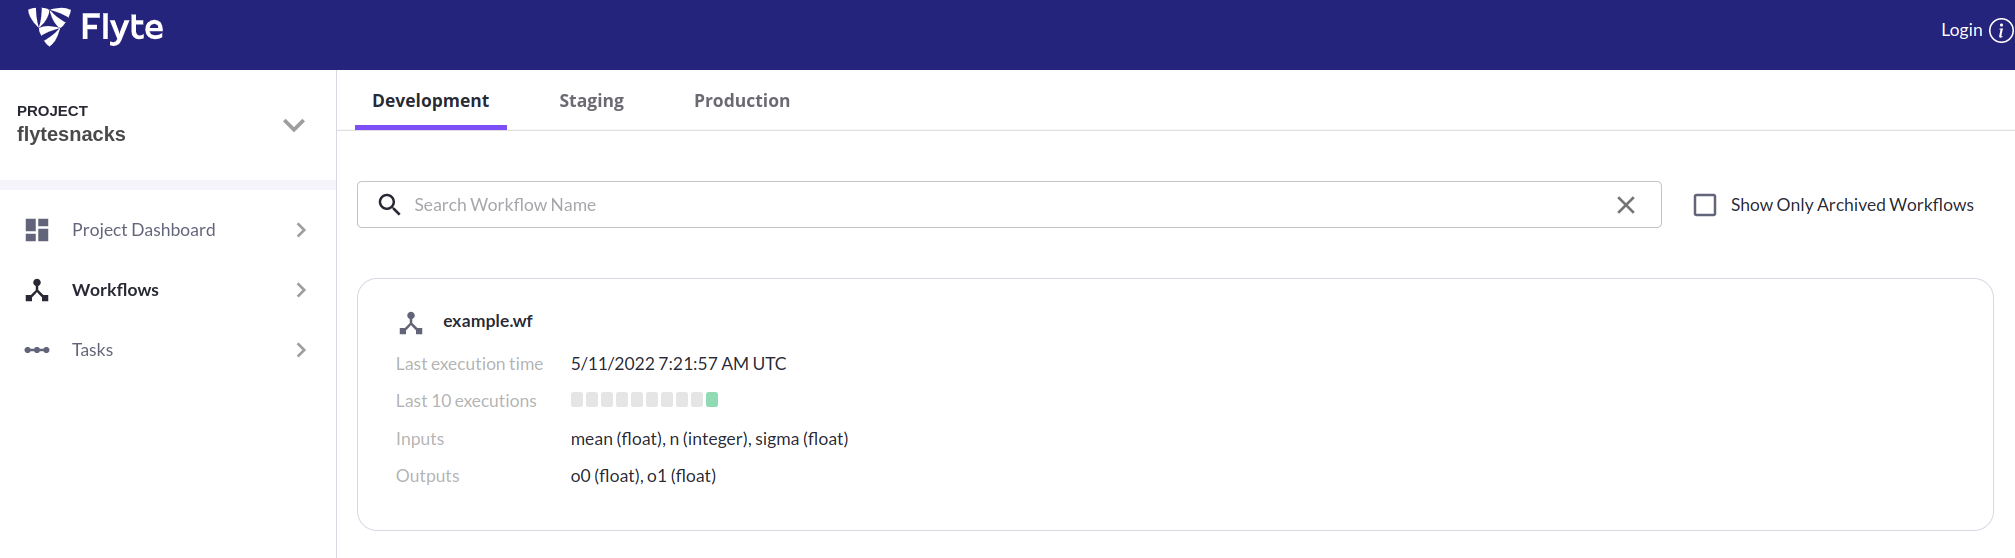 Flyte
Login
PROJECT
flytesnacks
Project Dashboard
Workflows
Tasks
Development Staging Production
Search Workflow Name
Show Only Archived Workflows
example.wf
Last execution time 5/11/2022 7:21:57 AM UTC
Last 10 executions
Inputs mean (float), n (integer), sigma (float)
Outputs o0 (float), o1 (float)